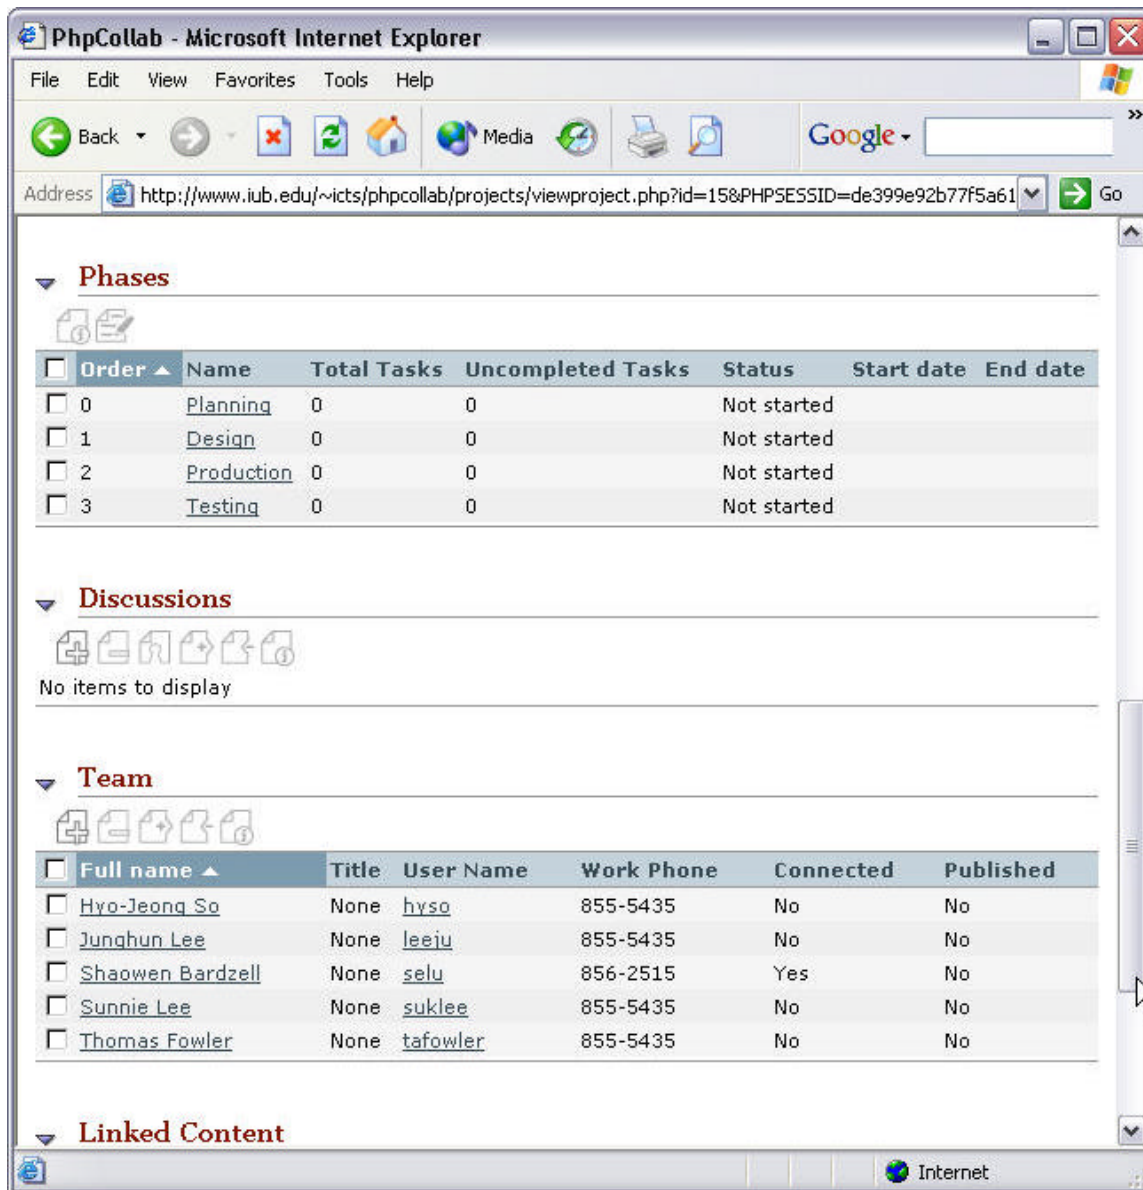 PhpCollab - Microsoft Internet Explorer
File Edit View Favorites Tools Help
Back Media Google
Address http://www.iub.edu/~icts/phpcollab/projects/viewproject.php?id=15&PHPSESSID=de399e92b77f5a61 Go
Phases
Order Name Total Tasks Uncompleted Tasks Status Start date End date
0 Planning 0 0 Not started
1 Design 0 0 Not started
2 Production 0 0 Not started
3 Testing 0 0 Not started
Discussions
No items to display
Team
Full name Title User Name Work Phone Connected Published
Hyo-Jeong So None hyso 855-5435 No No
Junghun Lee None leeju 855-5435 No No
Shaowen Bardzell None selu 856-2515 Yes No
Sunnie Lee None suklee 855-5435 No No
Thomas Fowler None tafowler 855-5435 No No
Linked Content
Internet